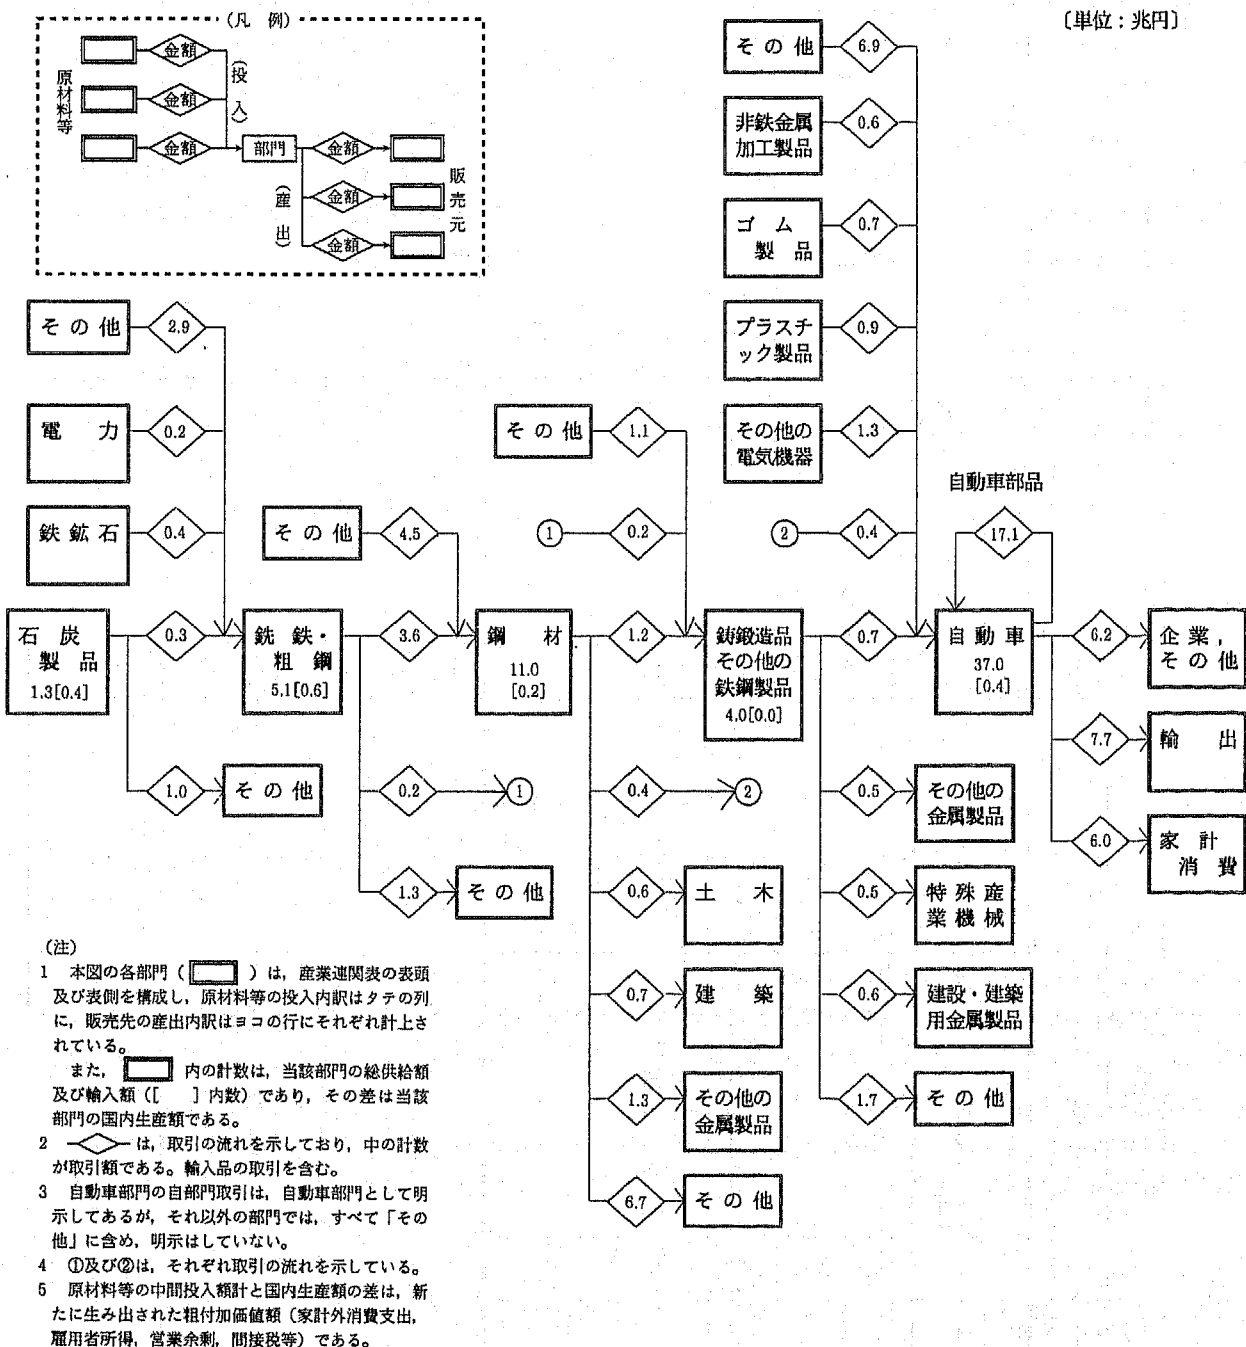 (凡 例)
〔単位:兆円〕
原材料等
金額
金額
金額
(投入)
部門
(産出)
金額
金額
金額
販売元
その他
6.9
非鉄金属
加工製品
0.6
ゴム
製品
0.7
プラスチ
ック製品
0.9
その他の
電気機器
1.3
②
0.4
自動車部品
17.1
その他
2.9
電力
0.2
鉄鉱石
0.4
石炭
製品
1.3[0.4]
0.3
1.0
その他
銑鉄・
粗鋼
5.1[0.6]
その他
4.5
3.6
0.2
①
1.3
その他
鋼材
11.0
[0.2]
その他
1.1
①
0.2
1.2
0.4
②
0.6
土木
0.7
建築
1.3
その他の
金属製品
6.7
その他
鋳鍛造品
その他の
鉄鋼製品
4.0[0.0]
0.7
0.5
その他の
金属製品
0.5
特殊産
業機械
0.6
建設・建築
用金属製品
1.7
その他
自動車
37.0
[0.4]
6.2
企業,
その他
7.7
輸出
6.0
家計
消費
(注)
1 本図の各部門( )は,産業連関表の表頭
及び表側を構成し,原材料等の投入内訳はタテの列
に,販売先の産出内訳はヨコの行にそれぞれ計上さ
れている。
また, 内の計数は,当該部門の総供給額
及び輸入額([ ]内数)であり,その差は当該
部門の国内生産額である。
2 は,取引の流れを示しており,中の計数
が取引額である。輸入品の取引を含む。
3 自動車部門の自部門取引は,自動車部門として明
示してあるが,それ以外の部門では,すべて「その
他」に含め,明示はしていない。
4 ①及び②は,それぞれ取引の流れを示している。
5 原材料等の中間投入額計と国内生産額の差は,新
たに生み出された粗付加価値額(家計外消費支出,
雇用者所得,営業余剰,間接税等)である。